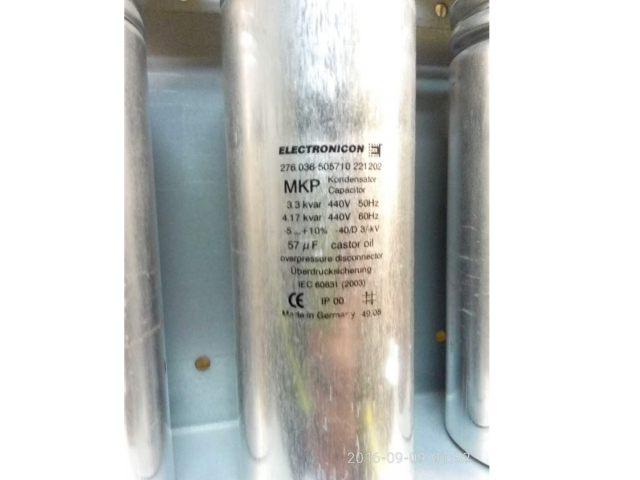 ELECTRONICON
276.036-505710 221202
MKP Kondensator
Capacitor
3.3 kvar 440V 50Hz
4.17 kvar 440V 60Hz
-5 ... +10% -40/D 3/-kV
57 µF castor oil
overpressure disconnector
Überdrucksicherung
IEC 60831 (2003)
CE IP 00
Made in Germany 49.08